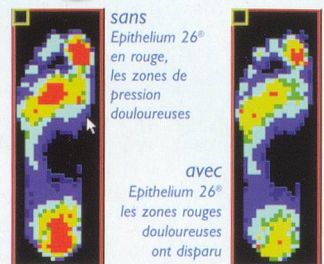 sans
Epithelium 26®
en rouge,
les zones de
pression
douloureuses
avec
Epithelium 26®
les zones rouges
douloureuses
ont disparu